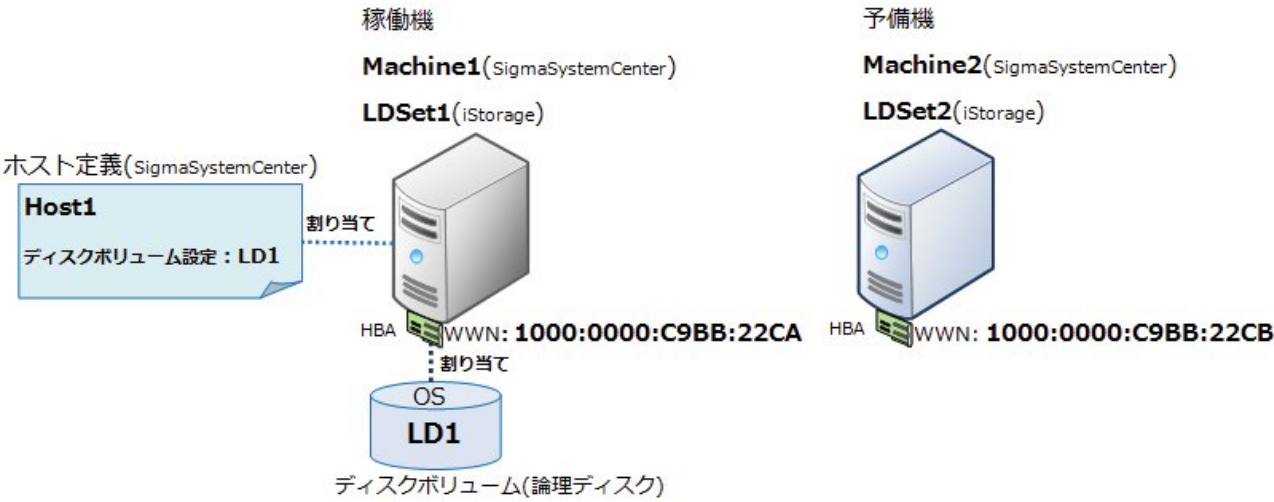 稼働機
Machine1(SigmaSystemCenter)
LDSet1(iStorage)
予備機
Machine2(SigmaSystemCenter)
LDSet2(iStorage)
ホスト定義(SigmaSystemCenter)
Host1
ディスクボリューム設定：LD1
割り当て
HBA
WWN: 1000:0000:C9BB:22CA
HBA
WWN: 1000:0000:C9BB:22CB
割り当て
OS
LD1
ディスクボリューム(論理ディスク)